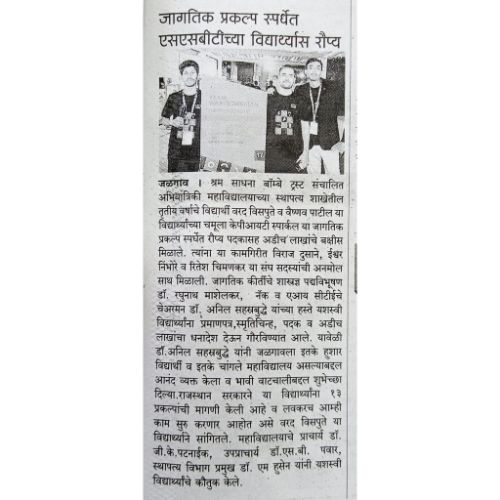 जागतिक प्रकल्प स्पर्धेत
एसएसबीटीच्या विद्यार्थ्यास रौप्य
जळगाव । श्रम साधना बॉम्बे ट्रस्ट संचालित
अभियांत्रिकी महाविद्यालयाच्या स्थापत्य शाखेतील
तृतीय वर्षाचे विद्यार्थी वरद विसपुते व वैष्णव पाटील या
विद्यार्थ्यांच्या चमूला केपीआयटी स्पार्कल या जागतिक
प्रकल्प स्पर्धेत रौप्य पदकासह अडीच लाखांचे बक्षीस
मिळाले. त्यांना या कामगिरीत विराज दुसाने, ईश्वर
निंभोरे व रितेश चिमणकर या संघ सदस्यांची अनमोल
साथ मिळाली. जागतिक कीर्तीचे शास्त्रज्ञ पद्मविभूषण
डॉ. रघुनाथ माशेलकर, नॅक व एआय सीटीईचे
चेअरमन डॉ. अनिल सहस्रबुद्धे यांच्या हस्ते यशस्वी
विद्यार्थ्यांना प्रमाणपत्र,स्मृतिचिन्ह, पदक व अडीच
लाखांचा धनादेश देऊन गौरविण्यात आले. यावेळी
डॉ.अनिल सहस्रबुद्धे यांनी जळगावला इतके हुशार
विद्यार्थी व इतके चांगले महाविद्यालय असल्याबद्दल
आनंद व्यक्त केला व भावी वाटचालीबद्दल शुभेच्छा
दिल्या.राजस्थान सरकारने या विद्यार्थ्यांना १३
प्रकल्पांची मागणी केली आहे व लवकरच आम्ही
काम सुरु करणार आहोत असे वरद विसपुते या
विद्यार्थ्याने सांगितले. महाविद्यालयाचे प्राचार्य डॉ.
जी.के.पटनाईक, उपप्राचार्य डॉ.एस.बी. पवार,
स्थापत्य विभाग प्रमुख डॉ. एम हुसेन यांनी यशस्वी
विद्यार्थ्यांचे कौतुक केले.